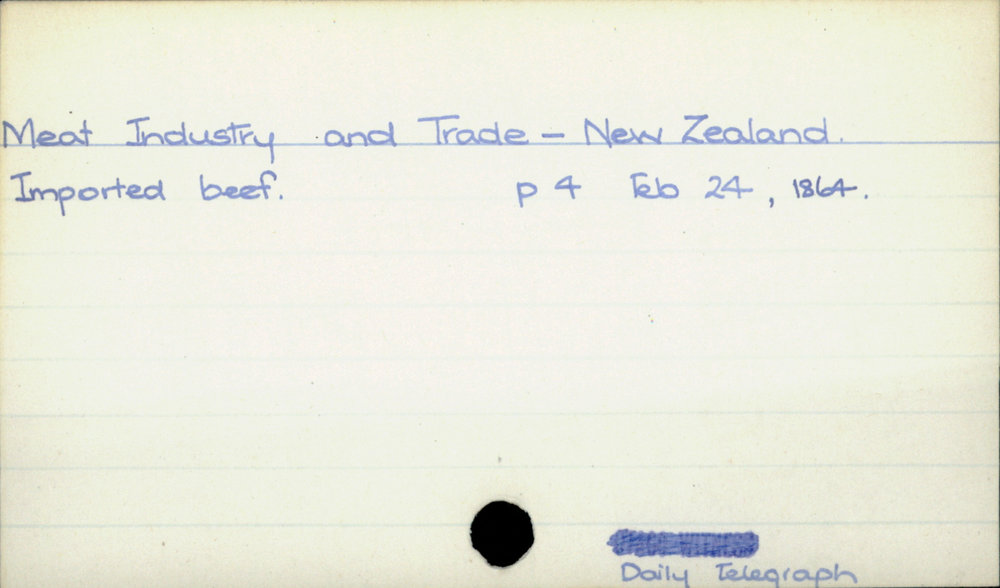 Meat Industry and Trade - New Zealand.
Imported beef. p 4 Feb 24, 1864.
Daily Telegraph